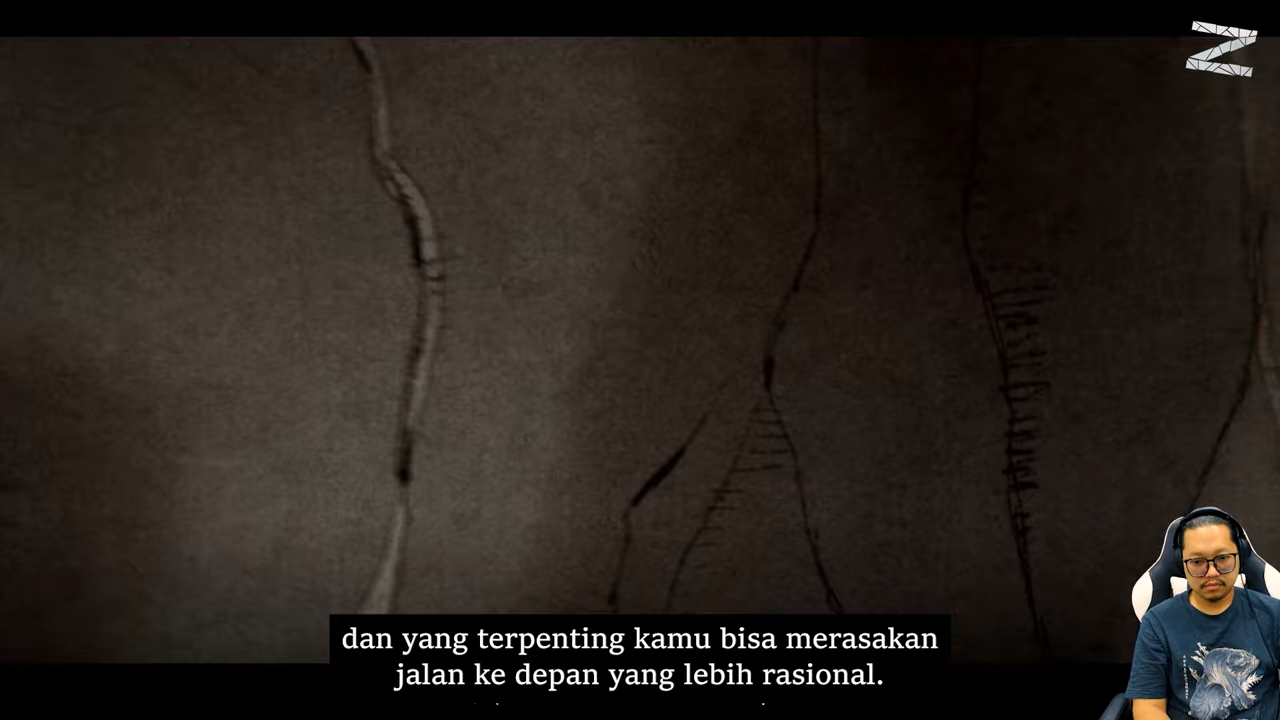 Z
dan yang terpenting kamu bisa merasakan
jalan ke depan yang lebih rasional.